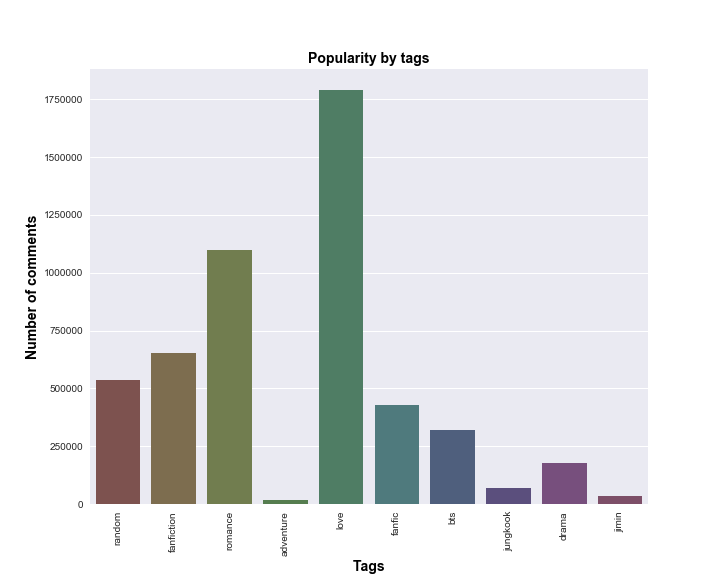 Popularity by tags
Number of comments
1750000
1500000
1250000
1000000
750000
500000
250000
0
random
fanfiction
romance
adventure
love
fanfic
bts
jungkook
drama
jimin
Tags